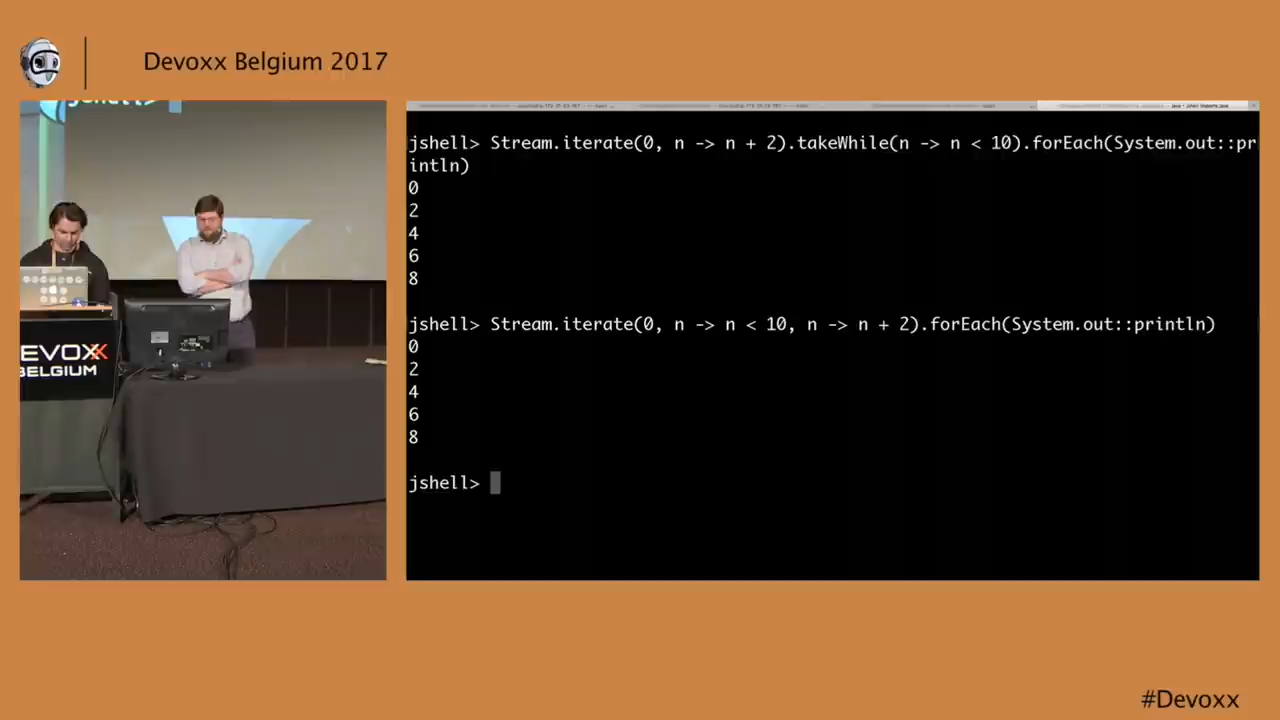 Devoxx Belgium 2017
jshell> Stream.iterate(0, n -> n + 2).takeWhile(n -> n < 10).forEach(System.out::pr
intln)
0
2
4
6
8
jshell> Stream.iterate(0, n -> n < 10, n -> n + 2).forEach(System.out::println)
0
2
4
6
8
jshell>
DEVOXX
BELGIUM
#Devoxx